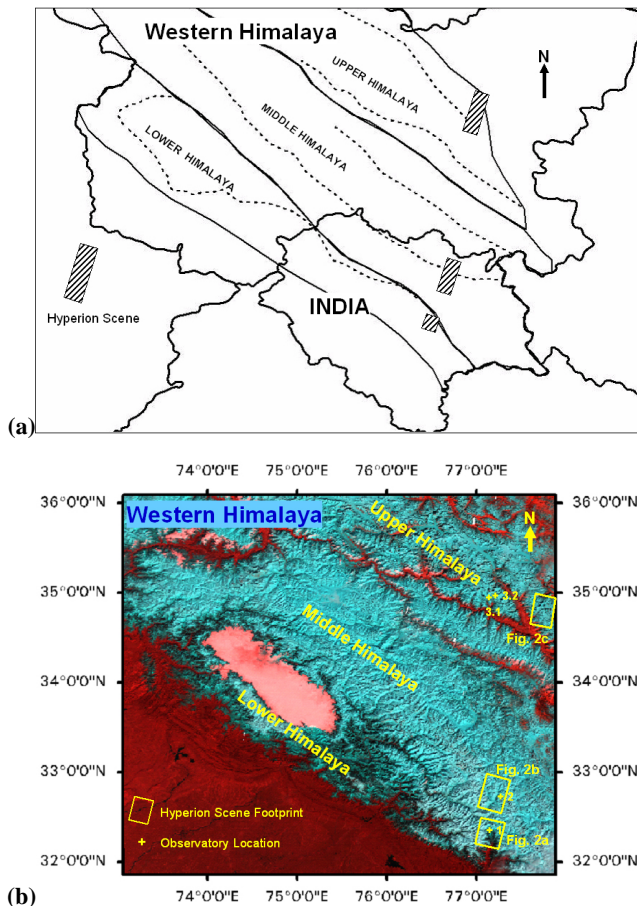 Western Himalaya
N
UPPER HIMALAYA
MIDDLE HIMALAYA
LOWER HIMALAYA
INDIA
Hyperion Scene
(a)
74°0'0"E 75°0'0"E 76°0'0"E 77°0'0"E
36°0'0"N 36°0'0"N
Western Himalaya
Upper Himalaya
N
35°0'0"N 35°0'0"N
3.2
3.1
Fig. 2c
Middle Himalaya
34°0'0"N 34°0'0"N
Lower Himalaya
33°0'0"N 33°0'0"N
Fig. 2b
2
Hyperion Scene Footprint
1
Fig. 2a
Observatory Location
32°0'0"N 32°0'0"N
74°0'0"E 75°0'0"E 76°0'0"E 77°0'0"E
(b)